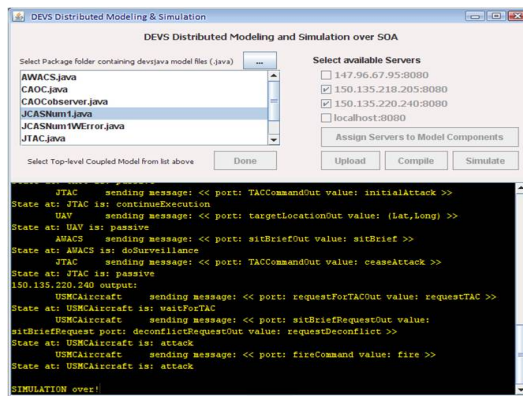 DEVS Distributed Modeling & Simulation
DEVS Distributed Modeling and Simulation over SOA
Select Package folder containing devsjava model files (.java)
...
AWACS.java
CAOC.java
CAOCobserver.java
JCASNum1.java
JCASNum1WError.java
JTAC.java
Select Top-level Coupled Model from list above
Done
Select available Servers
147.96.67.95:8080
150.135.218.205:8080
150.135.220.240:8080
localhost:8080
Assign Servers to Model Components
Upload
Compile
Simulate
JTAC sending message: << port: TACCommandOut value: initialAttack >>
State at: JTAC is: continueExecution
UAV sending message: << port: targetLocationOut value: (Lat,Long) >>
State at: UAV is: passive
AWACS sending message: << port: sitBriefOut value: sitBrief >>
State at: AWACS is: doSurveillance
JTAC sending message: << port: TACCommandOut value: ceaseAttack >>
State at: JTAC is: passive
150.135.220.240 output:
USMCAircraft sending message: << port: requestForTACOut value: requestTAC >>
State at: USMCAircraft is: waitForTAC
USMCAircraft sending message: << port: sitBriefRequestOut value:
sitBriefRequest port: deconflictRequestOut value: requestDeconflict >>
State at: USMCAircraft is: attack
USMCAircraft sending message: << port: fireCommand value: fire >>
State at: USMCAircraft is: attack
SIMULATION over!